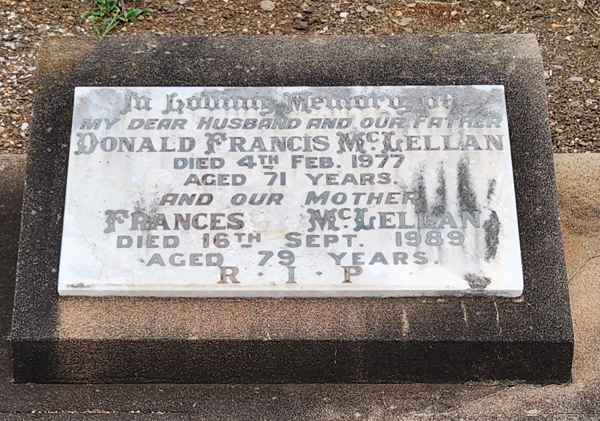 In Loving Memory of
MY DEAR HUSBAND AND OUR FATHER
DONALD FRANCIS McLELLAN
DIED 4TH FEB. 1977
AGED 71 YEARS.
AND OUR MOTHER
FRANCES McLELLAN
DIED 16TH SEPT. 1989
AGED 79 YEARS.
R · I · P